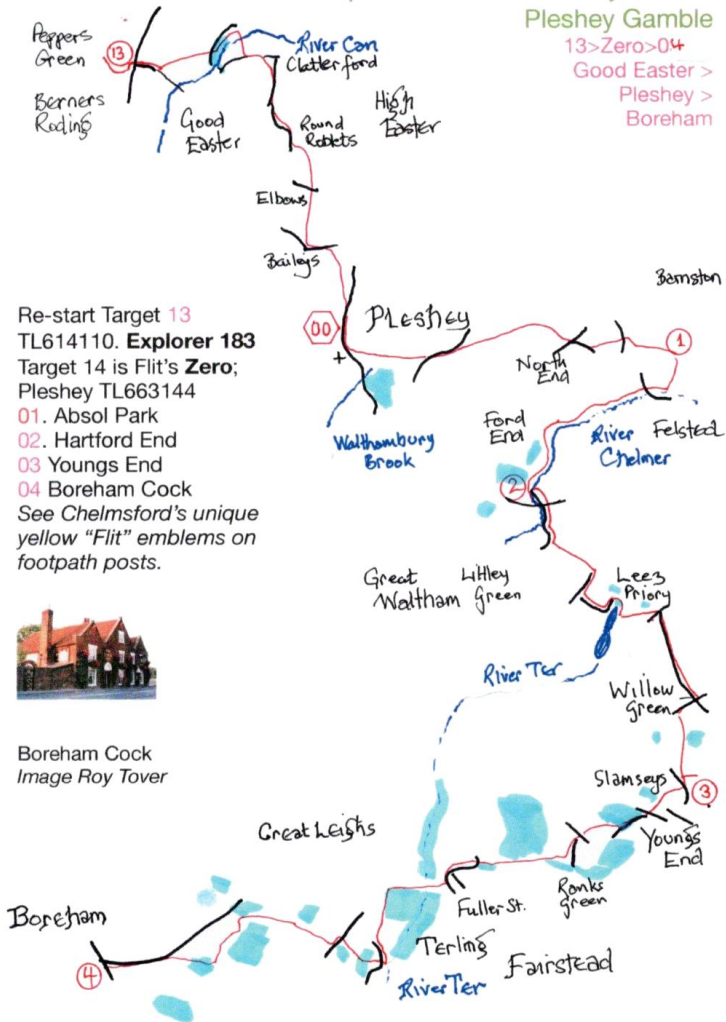 Pleshey Gamble
13>Zero>04
Good Easter >
Pleshey >
Boreham
Peppers
Green
13
River Can
Clatterford
Berners
Roding
Good
Easter
Round
Roblets
High
Easter
Elbows
Baileys
Barnston
Re-start Target 13
TL614110. Explorer 183
Target 14 is Flit's Zero;
Pleshey TL663144
01. Absol Park
02. Hartford End
03 Youngs End
04 Boreham Cock
See Chelmsford's unique
yellow "Flit" emblems on
footpath posts.
00
Pleshey
North
End
1
Walthambury
Brook
Ford
End
River
Chelmer
Felsted
2
Great
Waltham
Littley
Green
Leez
Priory
River Ter
Willow
Green
Boreham Cock
Image Roy Tover
Slamseys
3
Youngs
End
Great Leighs
Ranks
Green
Fuller St.
Boreham
4
Terling
Fairstead
River Ter